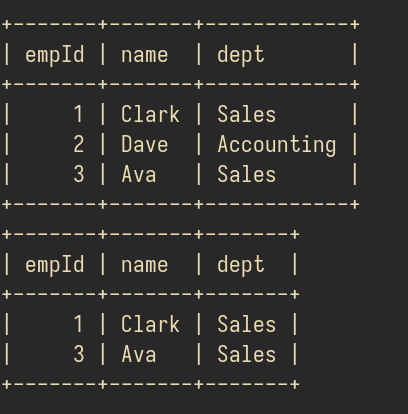 +-------+-------+------------+
| empId | name  | dept       |
+-------+-------+------------+
|     1 | Clark | Sales      |
|     2 | Dave  | Accounting |
|     3 | Ava   | Sales      |
+-------+-------+------------+
+-------+-------+-------+
| empId | name  | dept  |
+-------+-------+-------+
|     1 | Clark | Sales |
|     3 | Ava   | Sales |
+-------+-------+-------+